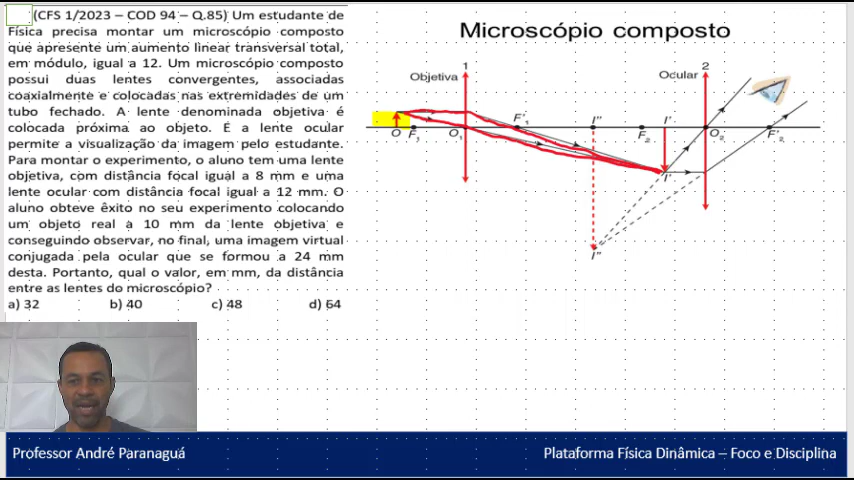 (CFS 1/2023 – COD 94 – Q.85) Um estudante de
Física precisa montar um microscópio composto
que apresente um aumento linear transversal total,
em módulo, igual a 12. Um microscópio composto
possui duas lentes convergentes, associadas
coaxialmente e colocadas nas extremidades de um
tubo fechado. A lente denominada objetiva é
colocada próxima ao objeto. É a lente ocular
permite a visualização da imagem pelo estudante.
Para montar o experimento, o aluno tem uma lente
objetiva, com distância focal igual a 8 mm e uma
lente ocular com distância focal igual a 12 mm. O
aluno obteve êxito no seu experimento colocando
um objeto real a 10 mm da lente objetiva e
conseguindo observar, no final, uma imagem virtual
conjugada pela ocular que se formou a 24 mm
desta. Portanto, qual o valor, em mm, da distância
entre as lentes do microscópio?
a) 32 b) 40 c) 48 d) 64
Microscópio composto
1 2
Objetiva Ocular
O F₁ O₁ F'₁ I" F₂ I' O₂ F'₂
I'
I"
Professor André Paranaguá
Plataforma Física Dinâmica – Foco e Disciplina